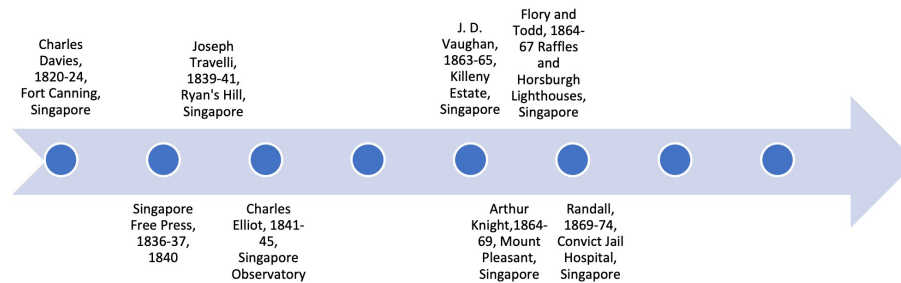 Charles
Davies,
1820-24,
Fort Canning,
Singapore
Singapore
Free Press,
1836-37,
1840
Joseph
Travelli,
1839-41,
Ryan's Hill,
Singapore
Charles
Elliot, 1841-
45,
Singapore
Observatory
J. D.
Vaughan,
1863-65,
Killeny
Estate,
Singapore
Arthur
Knight,1864-
69, Mount
Pleasant,
Singapore
Flory and
Todd, 1864-
67 Raffles
and
Horsburgh
Lighthouses,
Singapore
Randall,
1869-74,
Convict Jail
Hospital,
Singapore